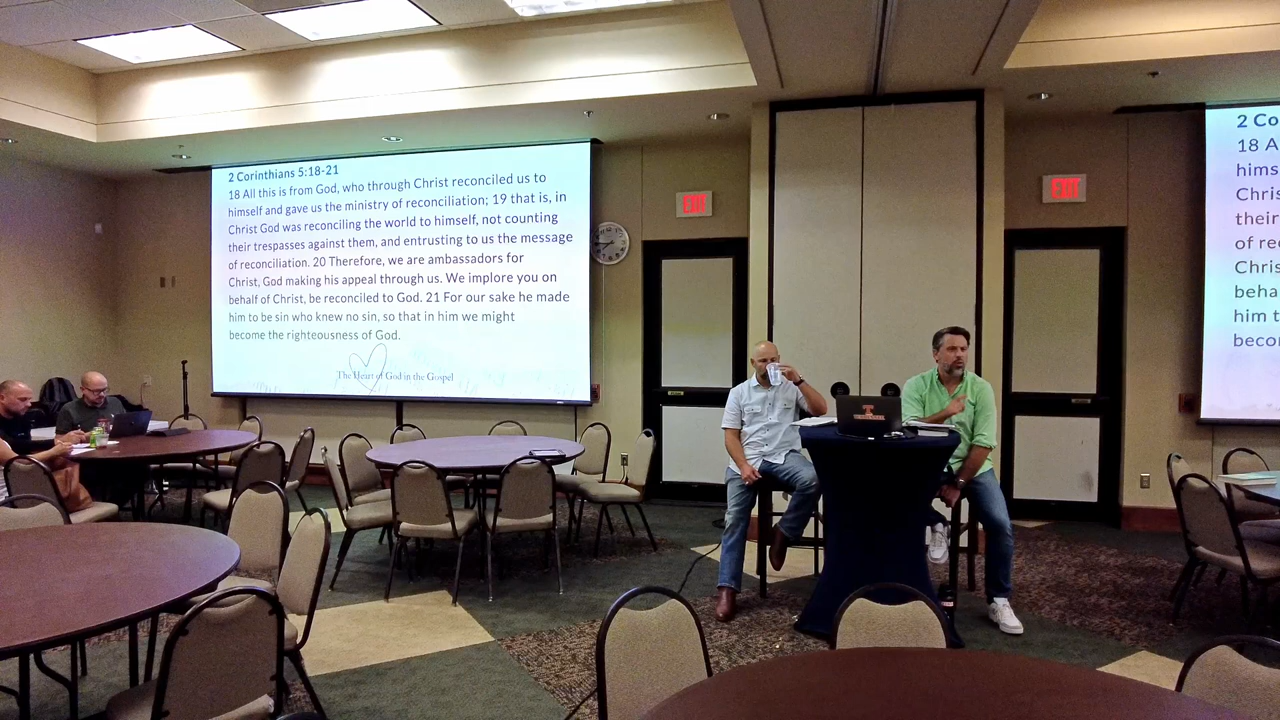 2 Corinthians 5:18-21
18 All this is from God, who through Christ reconciled us to
himself and gave us the ministry of reconciliation; 19 that is, in
Christ God was reconciling the world to himself, not counting
their trespasses against them, and entrusting to us the message
of reconciliation. 20 Therefore, we are ambassadors for
Christ, God making his appeal through us. We implore you on
behalf of Christ, be reconciled to God. 21 For our sake he made
him to be sin who knew no sin, so that in him we might
become the righteousness of God.
The Heart of God in the Gospel
EXIT
EXIT
T
2 Co
18 A
hims
Chris
their
of rec
Chris
beha
him t
becor